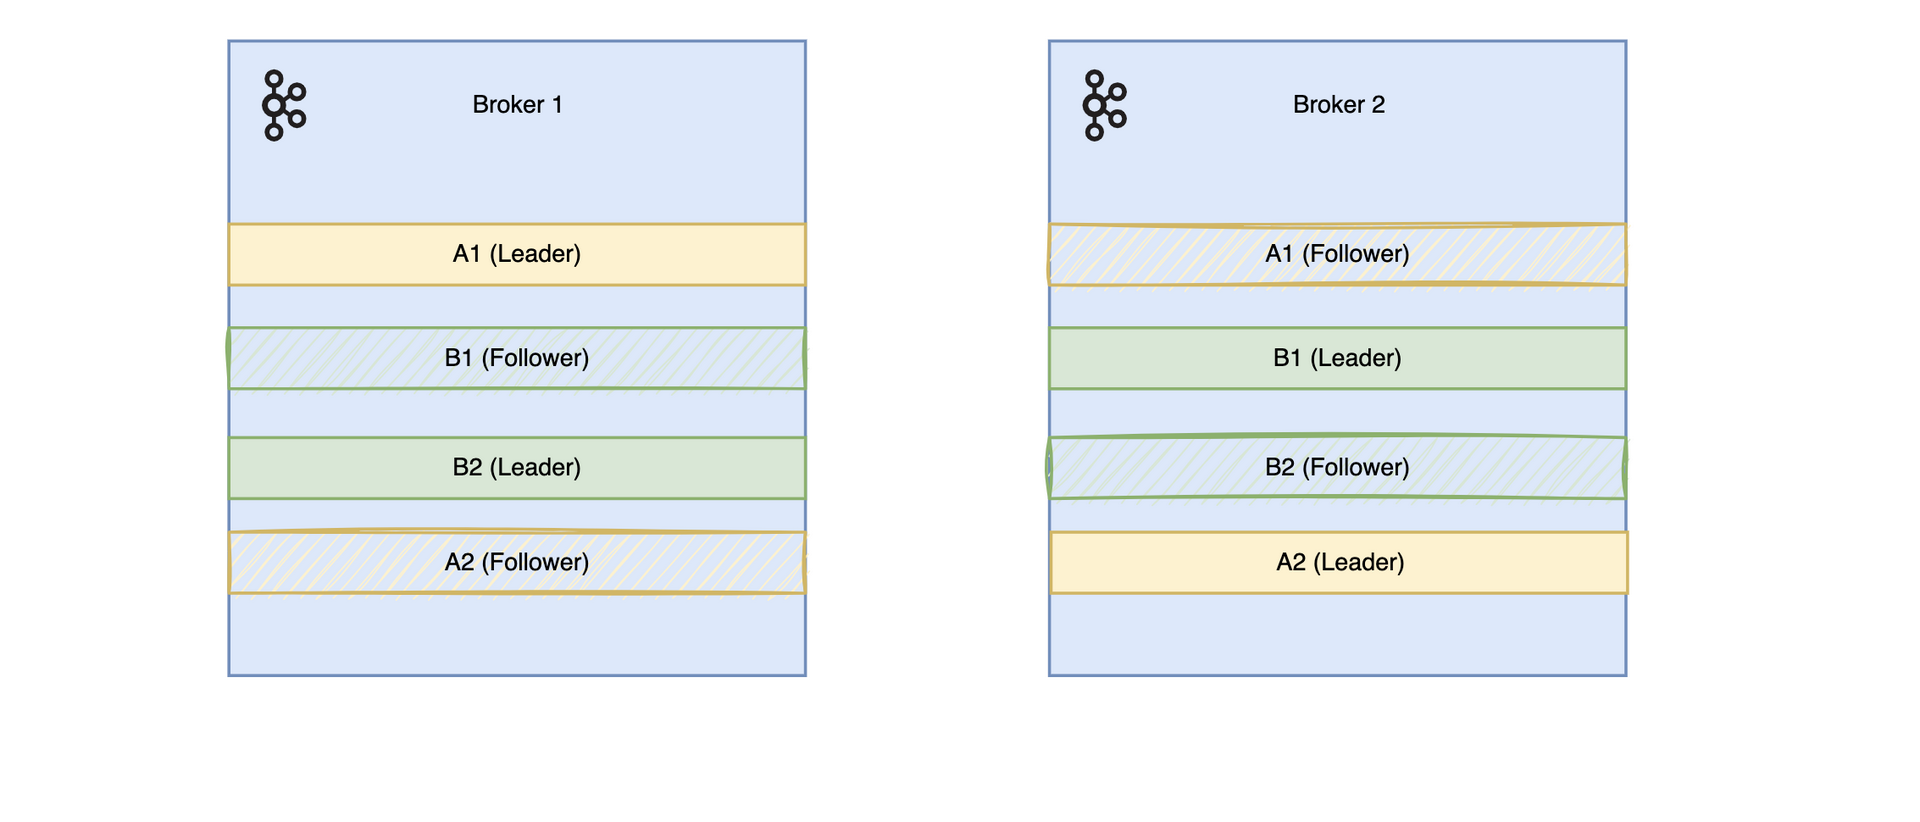 Broker 1
A1 (Leader)
B1 (Follower)
B2 (Leader)
A2 (Follower)
Broker 2
A1 (Follower)
B1 (Leader)
B2 (Follower)
A2 (Leader)